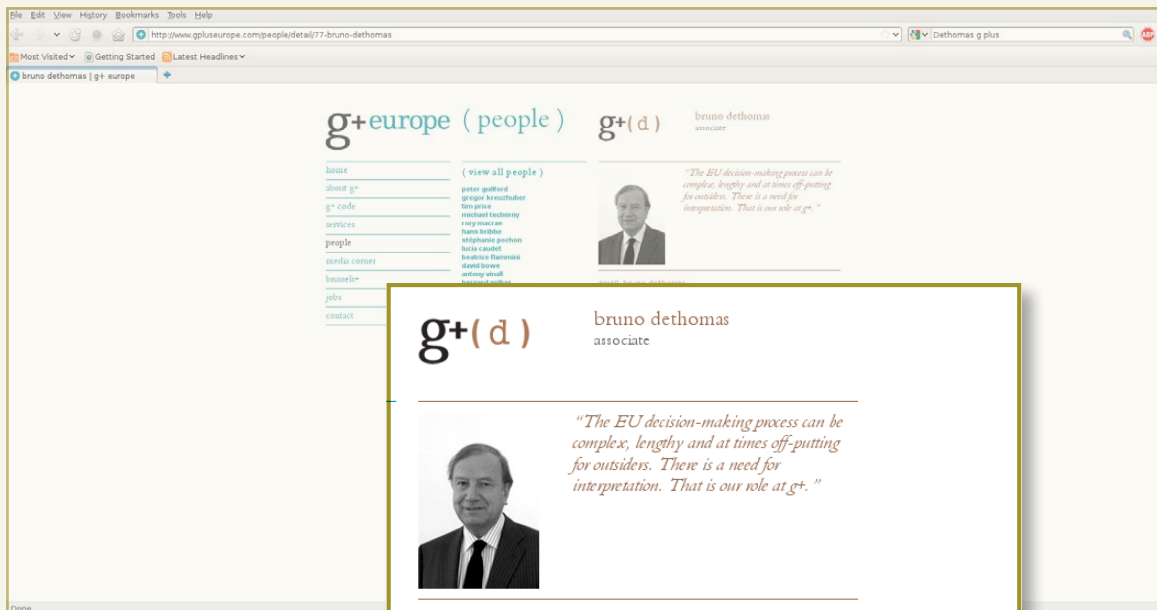 File Edit View History Bookmarks Tools Help
http://www.gpluseurope.com/people/detail/77-bruno-dethomas
Dethomas g plus
ABP
Most Visited Getting Started Latest Headlines
bruno dethomas | g+ europe
g+europe ( people )
g+(d)
bruno dethomas
associate
home
about g+
g+ code
services
people
media corner
brussels+
jobs
contact
( view all people )
peter guilford
gregor kreuzhuber
tim price
michael tscherny
rory macrae
hans kribbe
stéphanie pochon
lucia caudet
beatrice flammini
david bowe
antony vinall
"The EU decision-making process can be
complex, lengthy and at times off-putting
for outsiders. There is a need for
interpretation. That is our role at g+. "
g+(d)
bruno dethomas
associate
"The EU decision-making process can be
complex, lengthy and at times off-putting
for outsiders. There is a need for
interpretation. That is our role at g+. "
Done